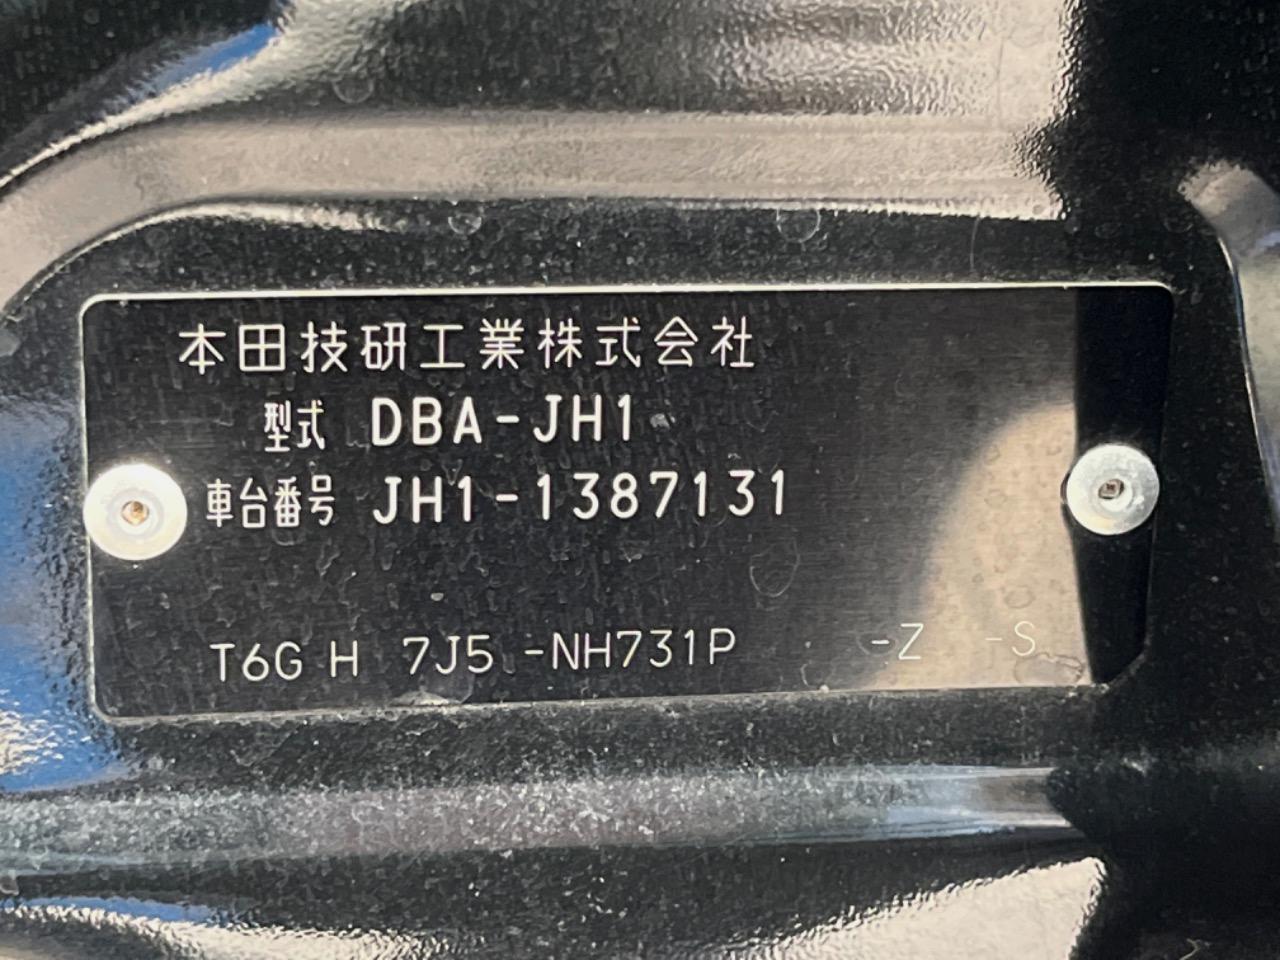 本田技研工業株式会社
型式 DBA-JH1
車台番号 JH1-1387131
T6G H 7J5 -NH731P -Z -S